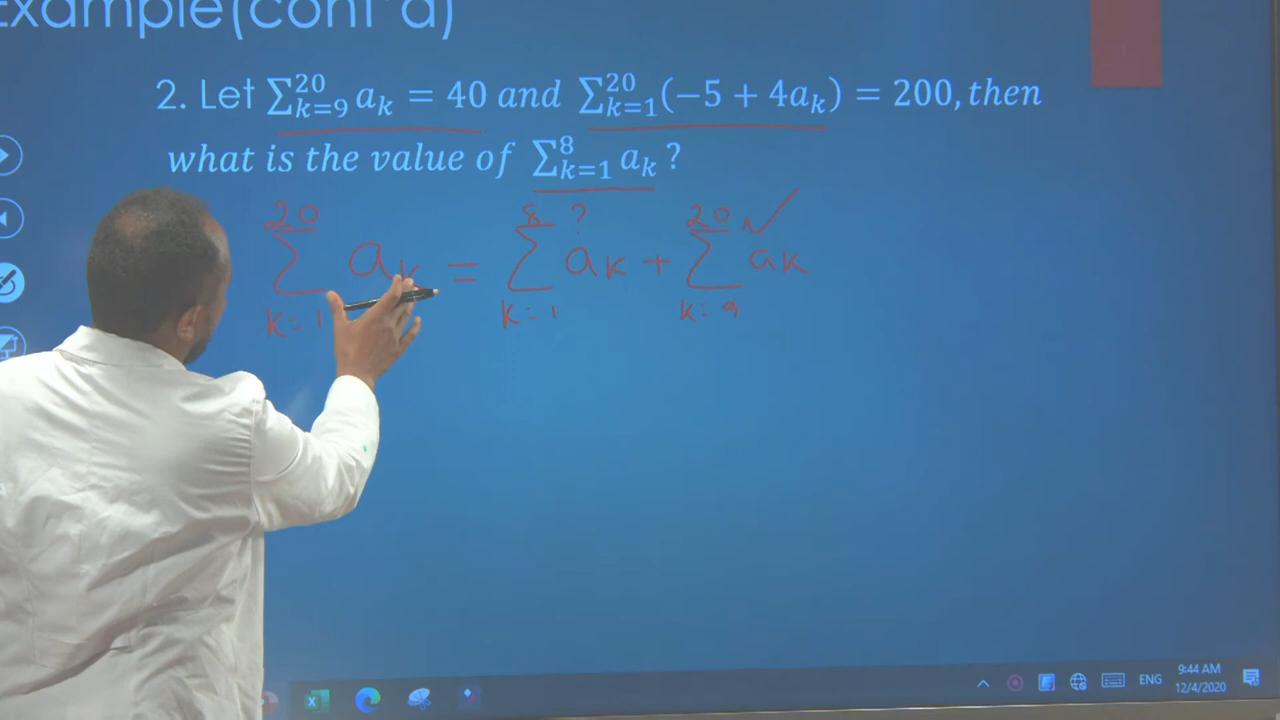 Example(cont'd)
2. Let ∑_{k=9}^{20} a_k = 40 and ∑_{k=1}^{20}(−5 + 4a_k) = 200, then
what is the value of ∑_{k=1}^{8} a_k ?
∑_{k=1}^{20} a_k = ∑_{k=1}^{8} a_k + ∑_{k=9}^{20} a_k
?
✓
ENG
9:44 AM
12/4/2020